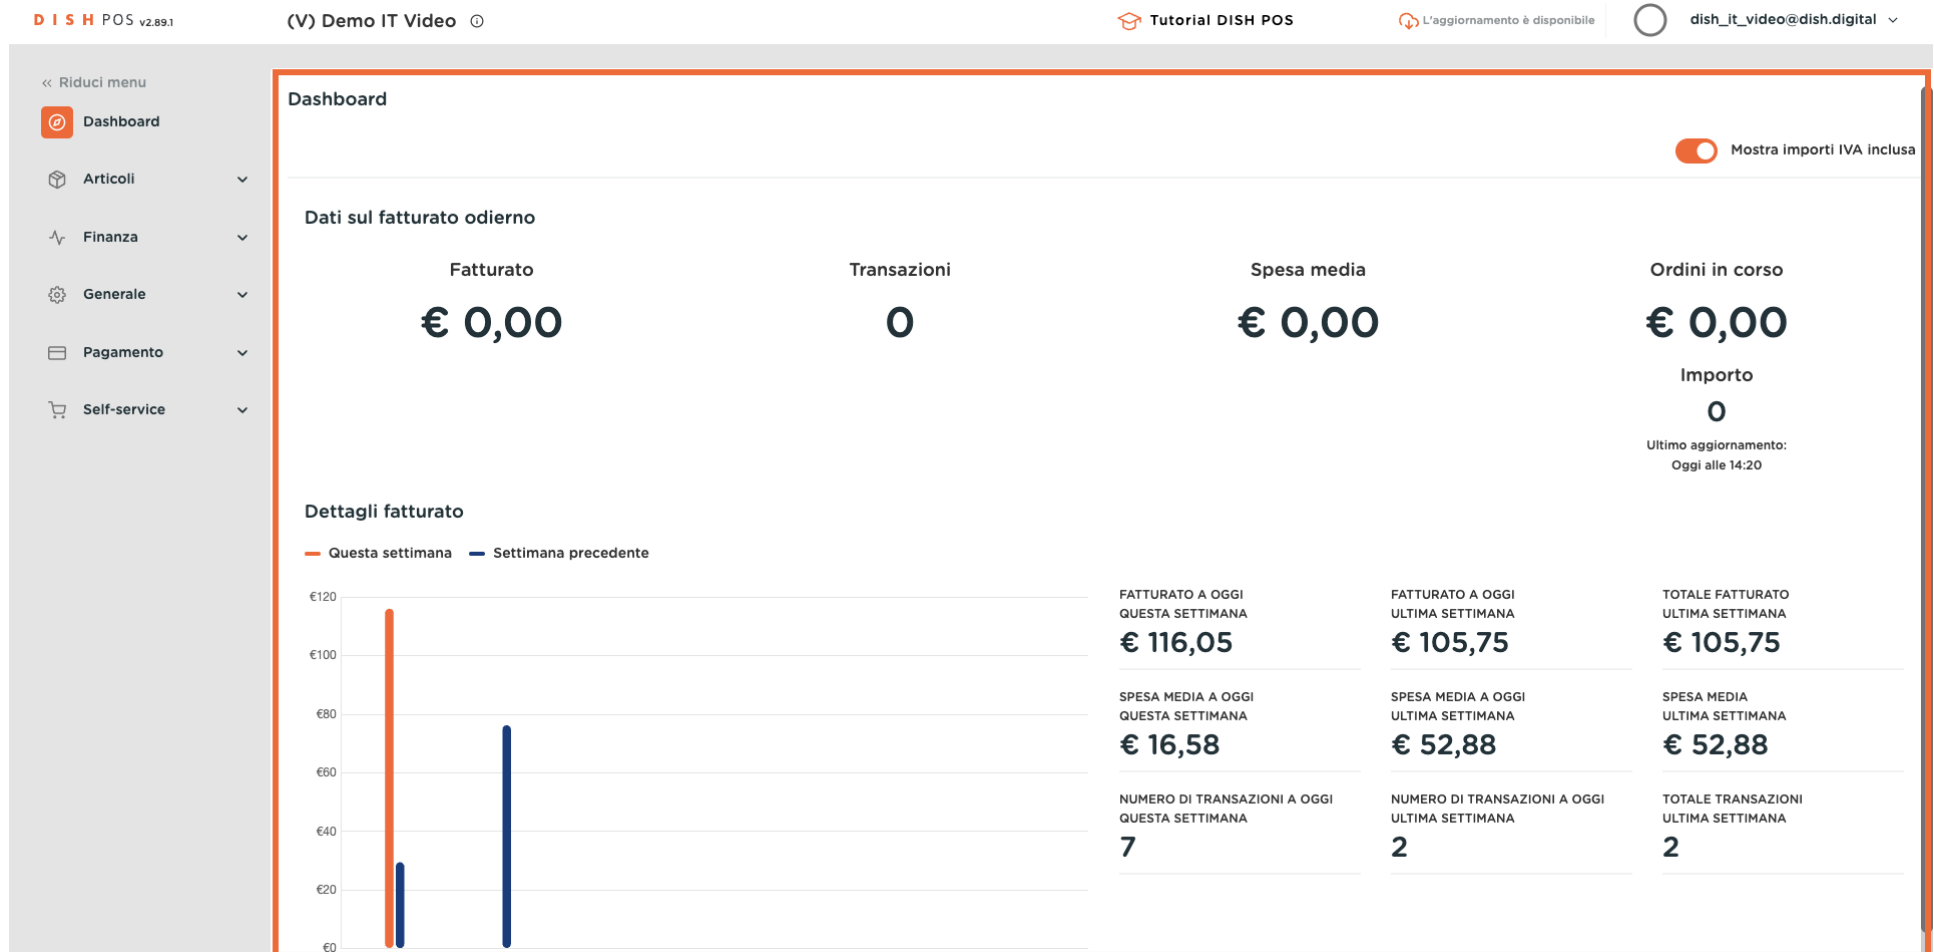 DISH POS v2.89.1
(V) Demo IT Video
Tutorial DISH POS
L'aggiornamento è disponibile
dish_it_video@dish.digital
« Riduci menu
Dashboard
Articoli
Finanza
Generale
Pagamento
Self-service
Dashboard
Mostra importi IVA inclusa
Dati sul fatturato odierno
Fatturato
€ 0,00
Transazioni
0
Spesa media
€ 0,00
Ordini in corso
€ 0,00
Importo
0
Ultimo aggiornamento:
Oggi alle 14:20
Dettagli fatturato
Questa settimana
Settimana precedente
€120
€100
€80
€60
€40
€20
€0
FATTURATO A OGGI
QUESTA SETTIMANA
€ 116,05
FATTURATO A OGGI
ULTIMA SETTIMANA
€ 105,75
TOTALE FATTURATO
ULTIMA SETTIMANA
€ 105,75
SPESA MEDIA A OGGI
QUESTA SETTIMANA
€ 16,58
SPESA MEDIA A OGGI
ULTIMA SETTIMANA
€ 52,88
SPESA MEDIA
ULTIMA SETTIMANA
€ 52,88
NUMERO DI TRANSAZIONI A OGGI
QUESTA SETTIMANA
7
NUMERO DI TRANSAZIONI A OGGI
ULTIMA SETTIMANA
2
TOTALE TRANSAZIONI
ULTIMA SETTIMANA
2